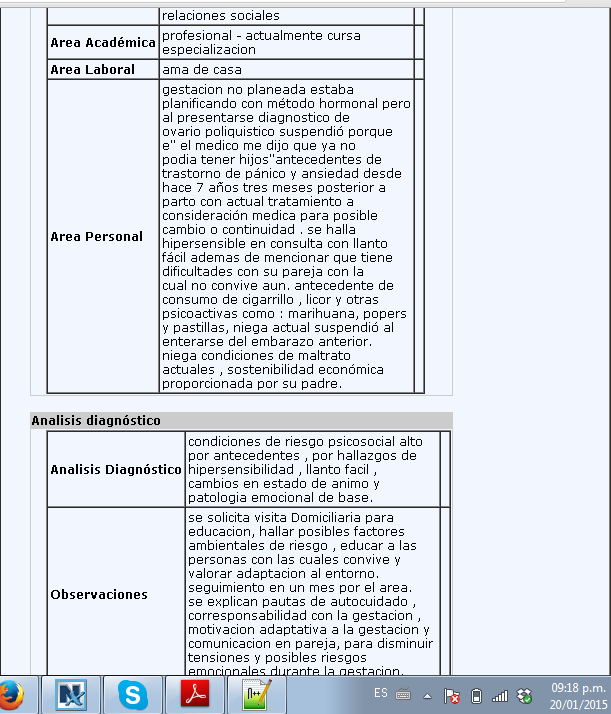 relaciones sociales
Area Académica
profesional - actualmente cursa
especializacion
Area Laboral
ama de casa
Area Personal
gestacion no planeada estaba
planificando con método hormonal pero
al presentarse diagnostico de
ovario poliquistico suspendió porque
e" el medico me dijo que ya no
podia tener hijos"antecedentes de
trastorno de pánico y ansiedad desde
hace 7 años tres meses posterior a
parto con actual tratamiento a
consideración medica para posible
cambio o continuidad . se halla
hipersensible en consulta con llanto
fácil ademas de mencionar que tiene
dificultades con su pareja con la
cual no convive aun. antecedente de
consumo de cigarrillo , licor y otras
psicoactivas como : marihuana, popers
y pastillas, niega actual suspendió al
enterarse del embarazo anterior.
niega condiciones de maltrato
actuales , sostenibilidad económica
proporcionada por su padre.
Analisis diagnóstico
Analisis Diagnóstico
condiciones de riesgo psicosocial alto
por antecedentes , por hallazgos de
hipersensibilidad , llanto facil ,
cambios en estado de animo y
patologia emocional de base.
Observaciones
se solicita visita Domiciliaria para
educacion, hallar posibles factores
ambientales de riesgo , educar a las
personas con las cuales convive y
valorar adaptacion al entorno.
seguimiento en un mes por el area.
se explican pautas de autocuidado ,
corresponsabilidad con la gestacion ,
motivacion adaptativa a la gestacion y
comunicacion en pareja, para disminuir
tensiones y posibles riesgos
emocionales durante la gestacion.
ES
09:18 p.m.
20/01/2015